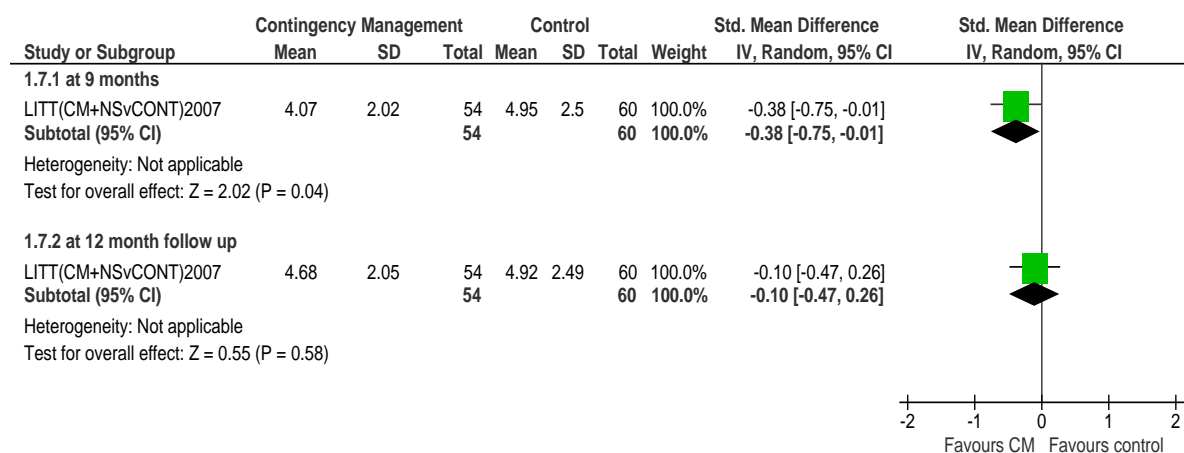 Contingency Management Control Std. Mean Difference Std. Mean Difference
Study or Subgroup Mean SD Total Mean SD Total Weight IV, Random, 95% CI IV, Random, 95% CI
1.7.1 at 9 months
LITT(CM+NSvCONT)2007 4.07 2.02 54 4.95 2.5 60 100.0% -0.38 [-0.75, -0.01]
Subtotal (95% CI) 54 60 100.0% -0.38 [-0.75, -0.01]
Heterogeneity: Not applicable
Test for overall effect: Z = 2.02 (P = 0.04)
1.7.2 at 12 month follow up
LITT(CM+NSvCONT)2007 4.68 2.05 54 4.92 2.49 60 100.0% -0.10 [-0.47, 0.26]
Subtotal (95% CI) 54 60 100.0% -0.10 [-0.47, 0.26]
Heterogeneity: Not applicable
Test for overall effect: Z = 0.55 (P = 0.58)
-2 -1 0 1 2
Favours CM Favours control